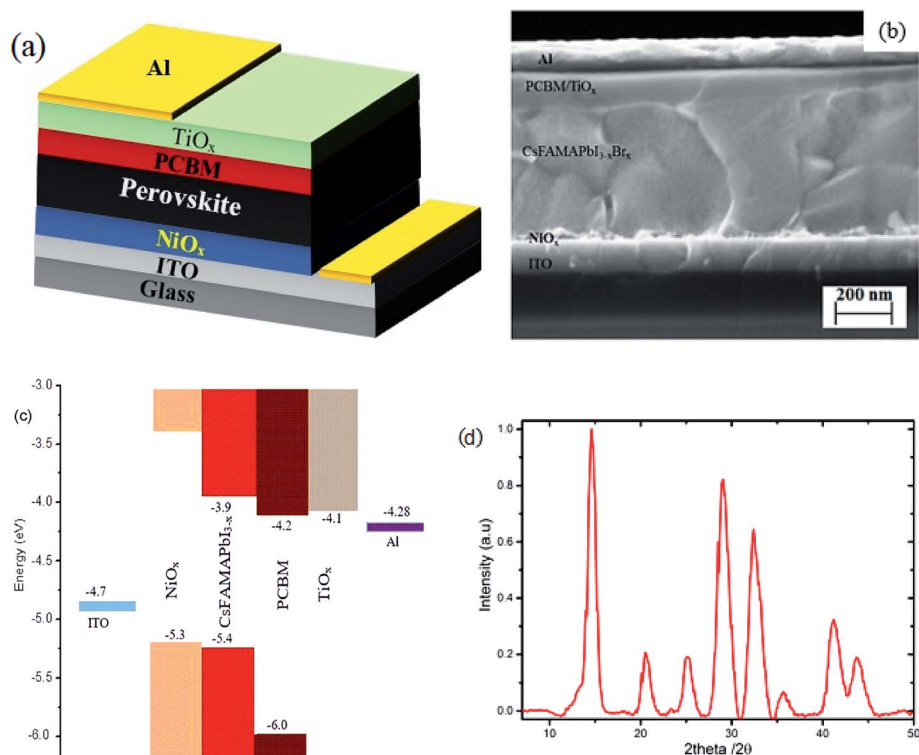 (a)
Al
TiOₓ
PCBM
Perovskite
NiOₓ
ITO
Glass
(b)
Al
PCBM/TiOₓ
CsFAMAPbI₃₋ₓBrₓ
NiOₓ
ITO
200 nm
(c)
Energy (eV)
-3.0
-3.5
-4.0
-4.5
-5.0
-5.5
-6.0
-4.7
ITO
NiOₓ
-5.3
-3.9
CsFAMAPbI₃₋ₓ
-5.4
-4.2
PCBM
-6.0
-4.1
TiOₓ
-4.28
Al
(d)
Intensity (a.u)
1.0
0.8
0.6
0.4
0.2
0.0
10 20 30 40 50
2theta /2θ